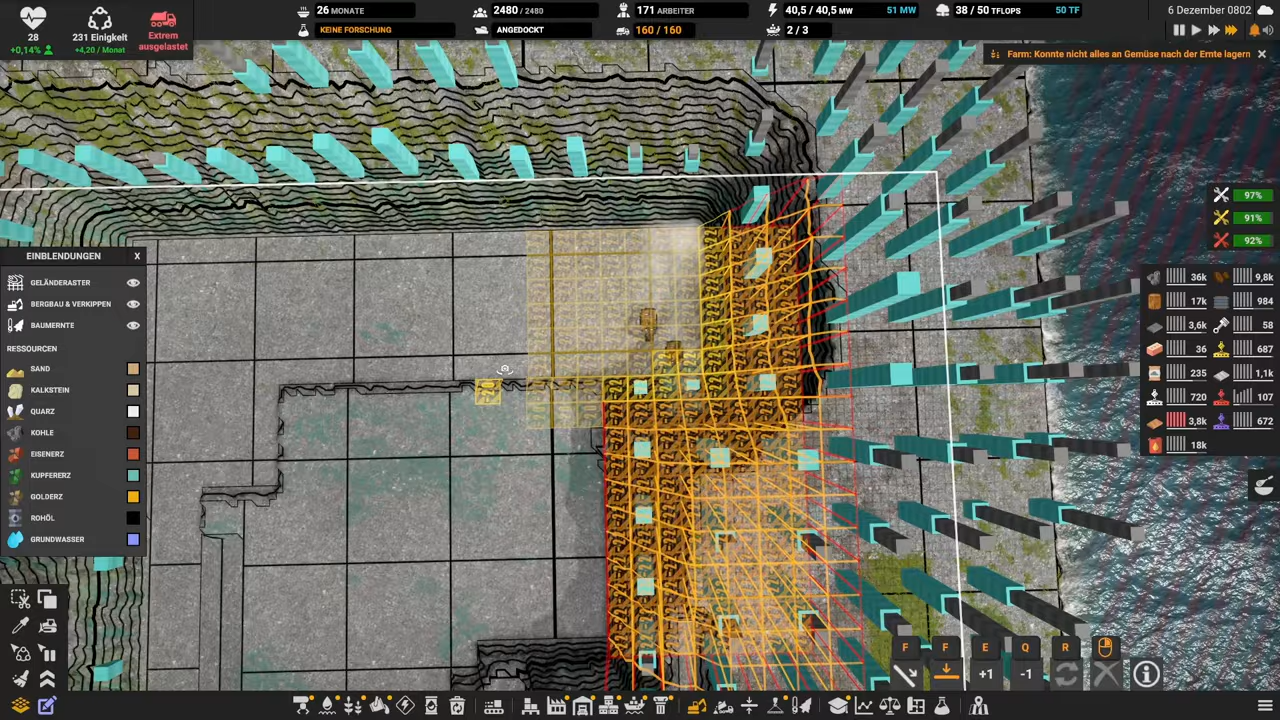 28
+0,14%
231 Einigkeit
+4,20 / Monat
Extrem
ausgelastet
26 MONATE
KEINE FORSCHUNG
2480 / 2480
ANGEDOCKT
171 ARBEITER
160 / 160
40,5 / 40,5 MW
51 MW
2 / 3
38 / 50 TFLOPS
50 TF
6 Dezember 0802
Farm: Konnte nicht alles an Gemüse nach der Ernte lagern
97%
91%
92%
EINBLENDUNGEN
X
GELÄNDERASTER
BERGBAU & VERKIPPEN
BAUMERNTE
RESSOURCEN
SAND
KALKSTEIN
QUARZ
KOHLE
EISENERZ
KUPFERERZ
GOLDERZ
ROHÖL
GRUNDWASSER
36k
9,8k
17k
984
3,6k
58
36
687
235
1,1k
720
107
3,8k
672
18k
F
F
E
Q
R
+1
-1